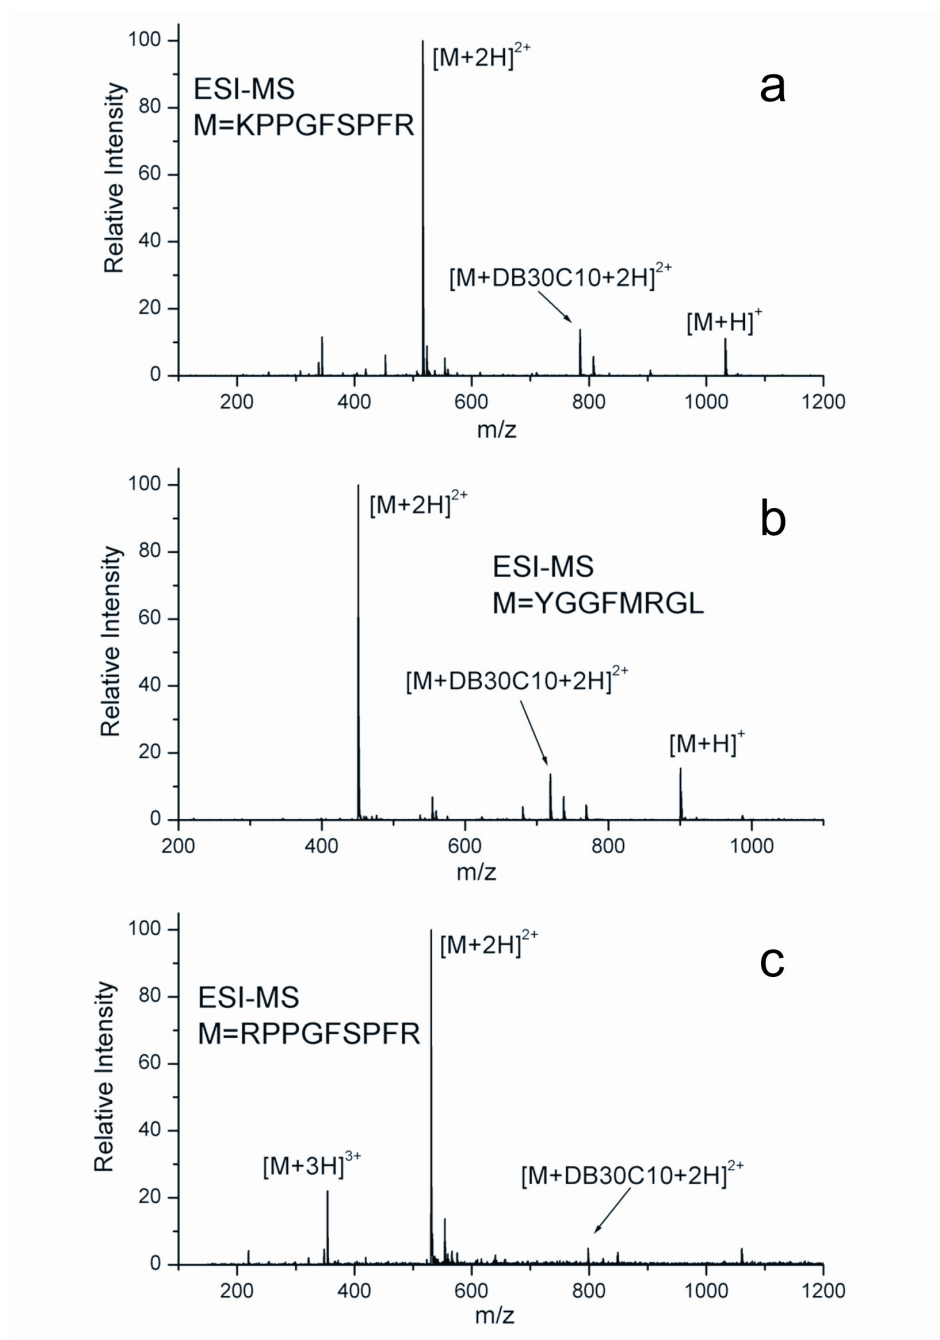 a
100
[M+2H]2+
ESI-MS
M=KPPGFSPFR
80
60
40
[M+DB30C10+2H]2+
20
[M+H]+
0
Relative Intensity
200 400 600 800 1000 1200
m/z
b
100
[M+2H]2+
80
ESI-MS
M=YGGFMRGL
60
40
[M+DB30C10+2H]2+
20
[M+H]+
0
Relative Intensity
200 400 600 800 1000
m/z
c
100
[M+2H]2+
80
ESI-MS
M=RPPGFSPFR
60
40
[M+3H]3+
[M+DB30C10+2H]2+
20
0
Relative Intensity
200 400 600 800 1000 1200
m/z